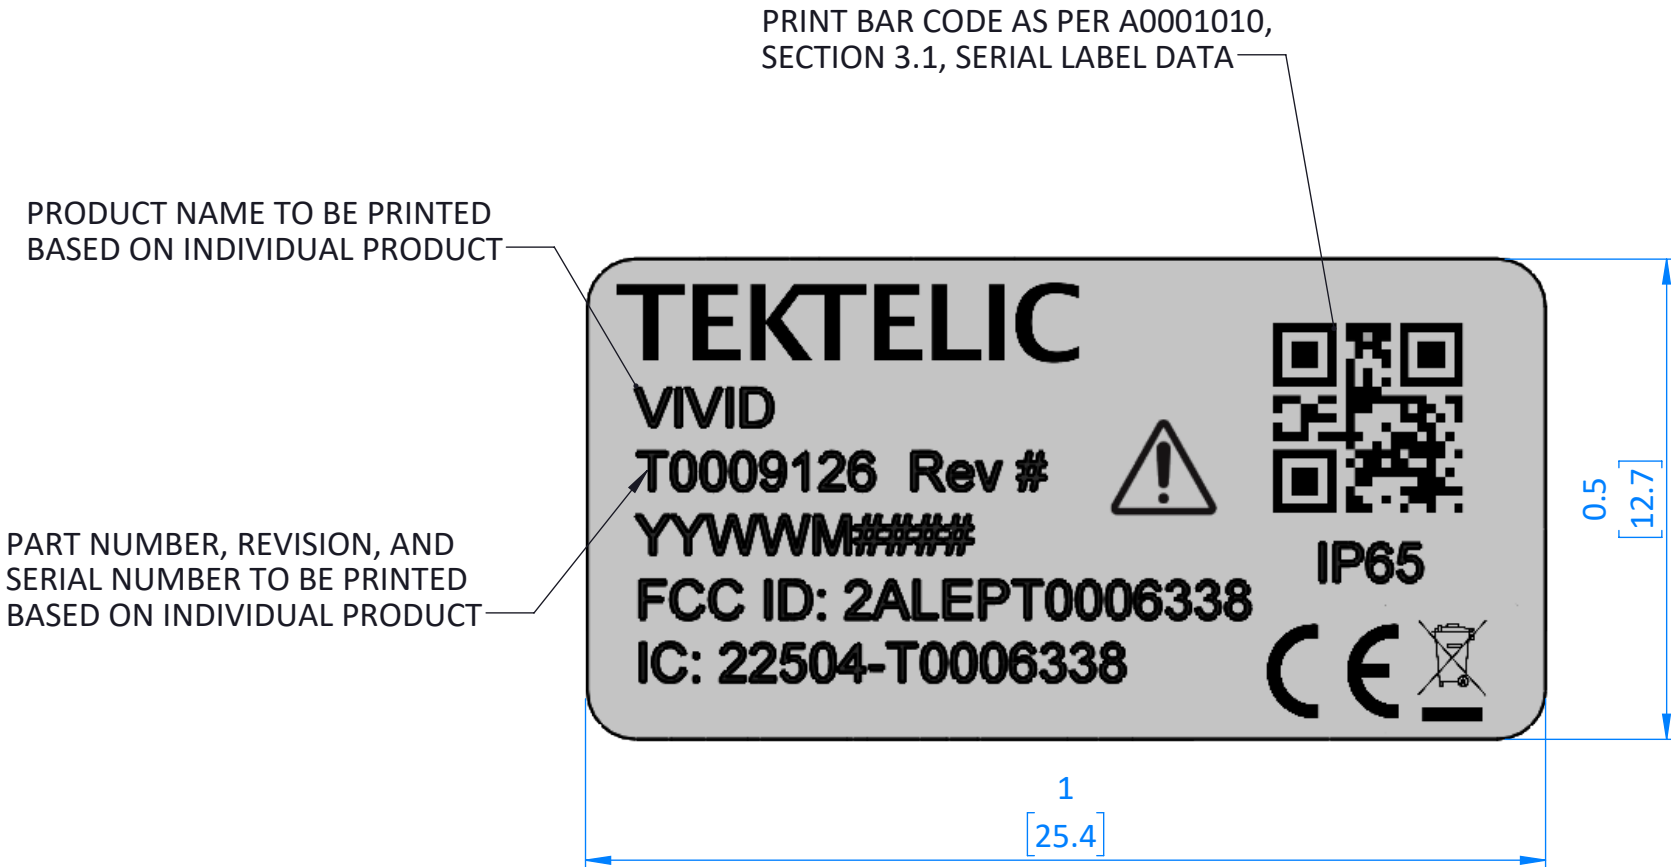 PRINT BAR CODE AS PER A0001010,
SECTION 3.1, SERIAL LABEL DATA
PRODUCT NAME TO BE PRINTED
BASED ON INDIVIDUAL PRODUCT
TEKTELIC
VIVID
T0009126 Rev #
YYWWM####
FCC ID: 2ALEPT0006338
IC: 22504-T0006338
IP65
CE
PART NUMBER, REVISION, AND
SERIAL NUMBER TO BE PRINTED
BASED ON INDIVIDUAL PRODUCT
0.5
[12.7]
1
[25.4]